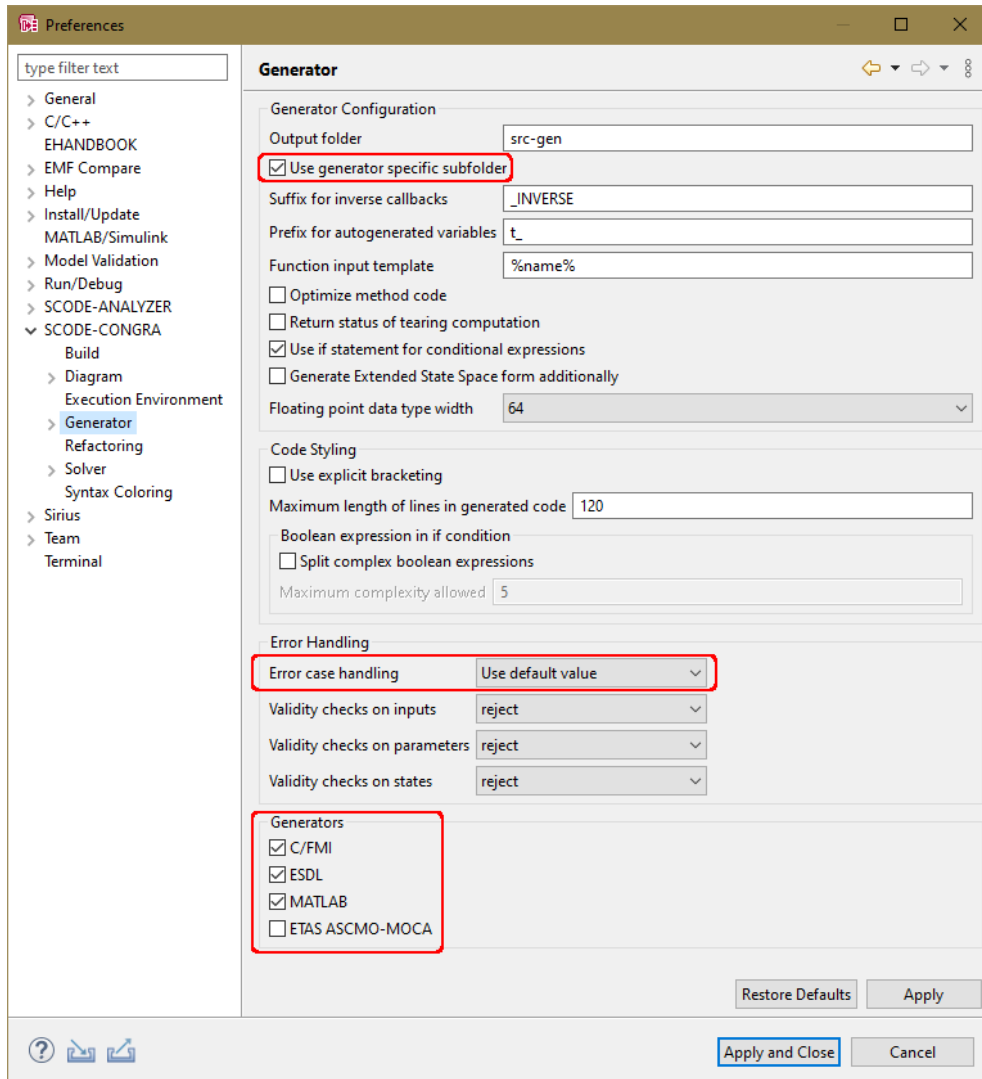 Preferences
type filter text
General
C/C++
EHANDBOOK
EMF Compare
Help
Install/Update
MATLAB/Simulink
Model Validation
Run/Debug
SCODE-ANALYZER
SCODE-CONGRA
Build
Diagram
Execution Environment
Generator
Refactoring
Solver
Syntax Coloring
Sirius
Team
Terminal
Generator
Generator Configuration
Output folder src-gen
Use generator specific subfolder
Suffix for inverse callbacks _INVERSE
Prefix for autogenerated variables t_
Function input template %name%
Optimize method code
Return status of tearing computation
Use if statement for conditional expressions
Generate Extended State Space form additionally
Floating point data type width 64
Code Styling
Use explicit bracketing
Maximum length of lines in generated code 120
Boolean expression in if condition
Split complex boolean expressions
Maximum complexity allowed 5
Error Handling
Error case handling Use default value
Validity checks on inputs reject
Validity checks on parameters reject
Validity checks on states reject
Generators
C/FMI
ESDL
MATLAB
ETAS ASCMO-MOCA
Restore Defaults Apply
? Apply and Close Cancel